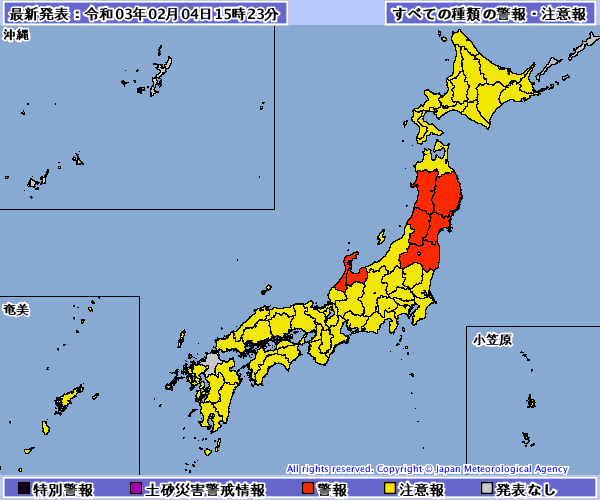 最新発表：令和03年02月04日15時23分
すべての種類の警報・注意報
沖縄
奄美
小笠原
All rights reserved. Copyright © Japan Meteorological Agency
特別警報 土砂災害警戒情報 警報 注意報 発表なし